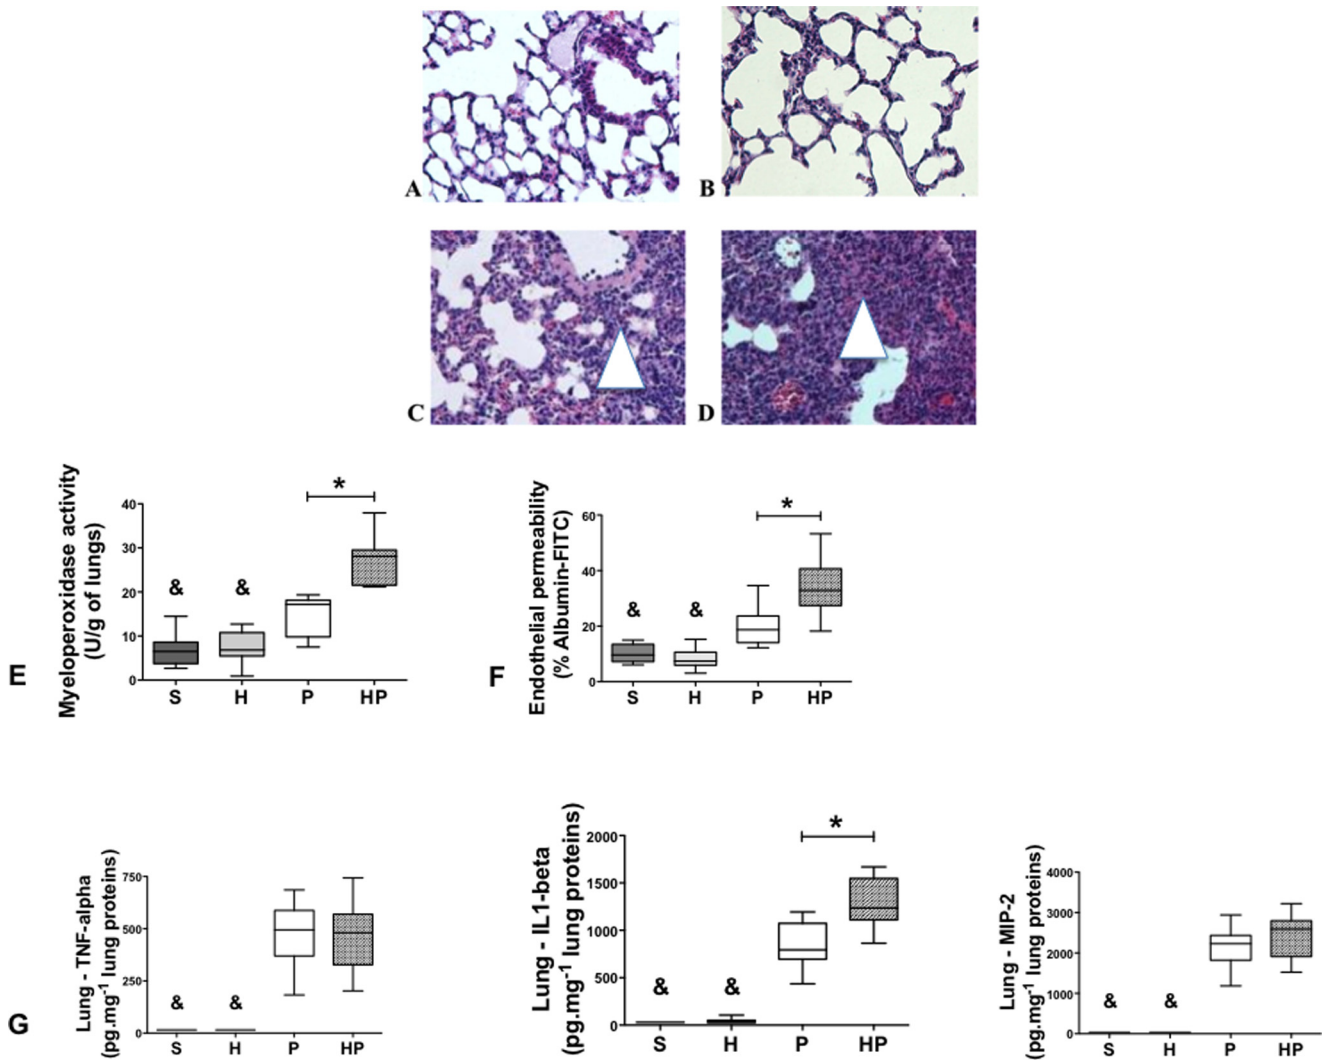 A
B
C
D
E
Myeloperoxidase activity
(U/g of lungs)
40
30
20
10
0
*
& &
S H P HP
F
Endothelial permeability
(% Albumin-FITC)
60
40
20
0
*
& &
S H P HP
G
Lung - TNF-alpha
(pg.mg-1 lung proteins)
750
500
250
0
& &
S H P HP
Lung - IL1-beta
(pg.mg-1 lung proteins)
2000
1500
1000
500
0
*
& &
S H P HP
Lung - MIP-2
(pg.mg-1 lung proteins)
4000
3000
2000
1000
0
& &
S H P HP